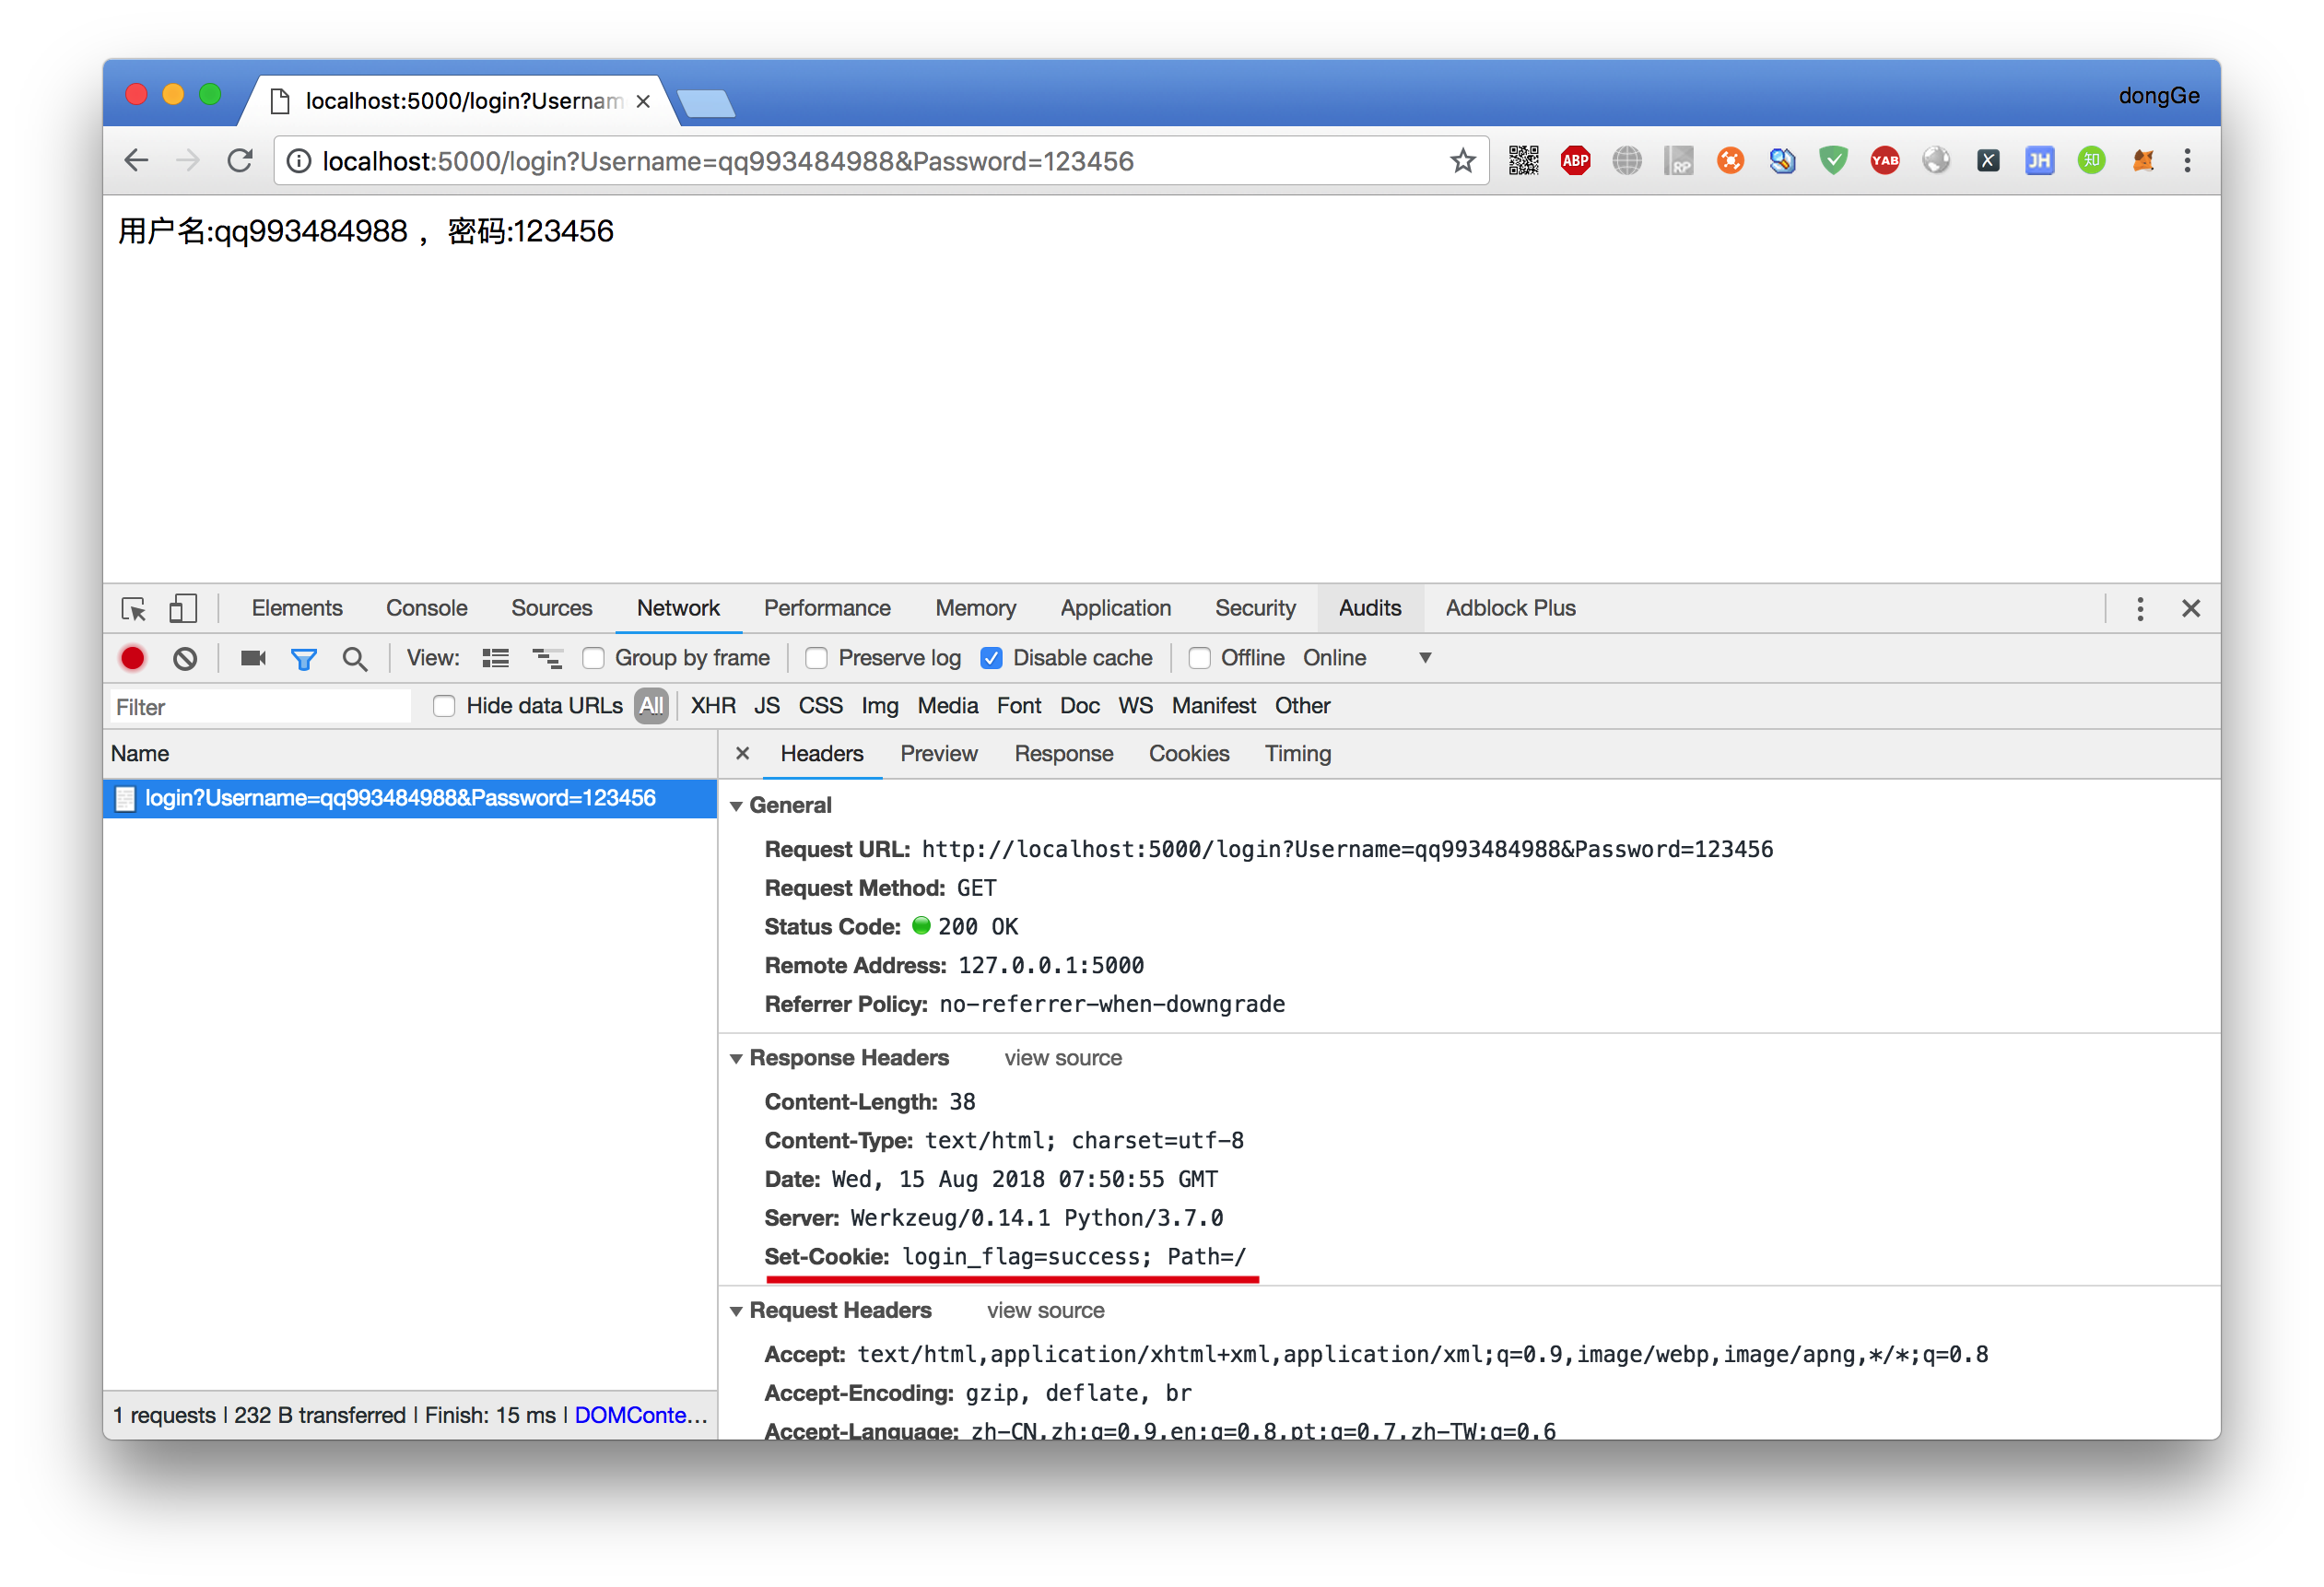 localhost:5000/login?Usernam
dongGe
localhost:5000/login?Username=qq993484988&Password=123456
ABP
RP
YAB
X
JH
知
用户名:qq993484988 ，密码:123456
Elements Console Sources Network Performance Memory Application Security Audits Adblock Plus
View: Group by frame Preserve log Disable cache Offline Online
Filter Hide data URLs All XHR JS CSS Img Media Font Doc WS Manifest Other
Name
Headers Preview Response Cookies Timing
login?Username=qq993484988&Password=123456
General
Request URL: http://localhost:5000/login?Username=qq993484988&Password=123456
Request Method: GET
Status Code: 200 OK
Remote Address: 127.0.0.1:5000
Referrer Policy: no-referrer-when-downgrade
Response Headers view source
Content-Length: 38
Content-Type: text/html; charset=utf-8
Date: Wed, 15 Aug 2018 07:50:55 GMT
Server: Werkzeug/0.14.1 Python/3.7.0
Set-Cookie: login_flag=success; Path=/
Request Headers view source
Accept: text/html,application/xhtml+xml,application/xml;q=0.9,image/webp,image/apng,*/*;q=0.8
Accept-Encoding: gzip, deflate, br
Accept-Language: zh-CN,zh;q=0.9,en;q=0.8,pt;q=0.7,zh-TW;q=0.6
1 requests | 232 B transferred | Finish: 15 ms | DOMConte...